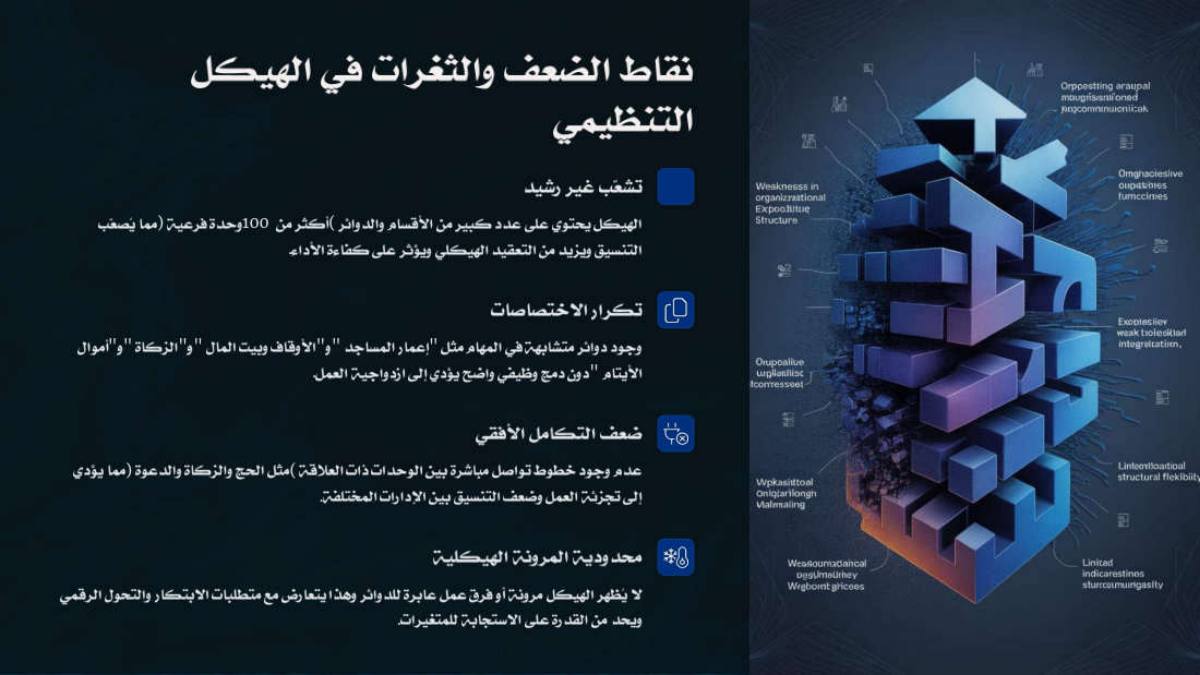 نقاط الضعف والثغرات في الهيكل
التنظيمي
تشعّب غير رشيد
الهيكل يحتوي على عدد كبير من الأقسام والدوائر )أكثر من 100وحدة فرعية (مما يُصعّب
التنسيق ويزيد من التعقيد الهيكلي ويؤثر على كفاءة الأداء.
تكرار الاختصاصات
وجود دوائر متشابهة في المهام مثل "إعمار المساجد " و"الأوقاف وبيت المال " و"الزكاة " و"أموال
الأيتام "دون دمج وظيفي واضح يؤدي إلى ازدواجية العمل.
ضعف التكامل الأفقي
عدم وجود خطوط تواصل مباشرة بين الوحدات ذات العلاقة )مثل الحج والزكاة والدعوة (مما يؤدي
إلى تجزئة العمل وضعف التنسيق بين الإدارات المختلفة.
محدودية المرونة الهيكلية
لا يُظهر الهيكل مرونة أو فرق عمل عابرة للدوائر وهذا يتعارض مع متطلبات الابتكار والتحول الرقمي
ويحد من القدرة على الاستجابة للمتغيرات.
Weakness in
organizational
Structure
structural